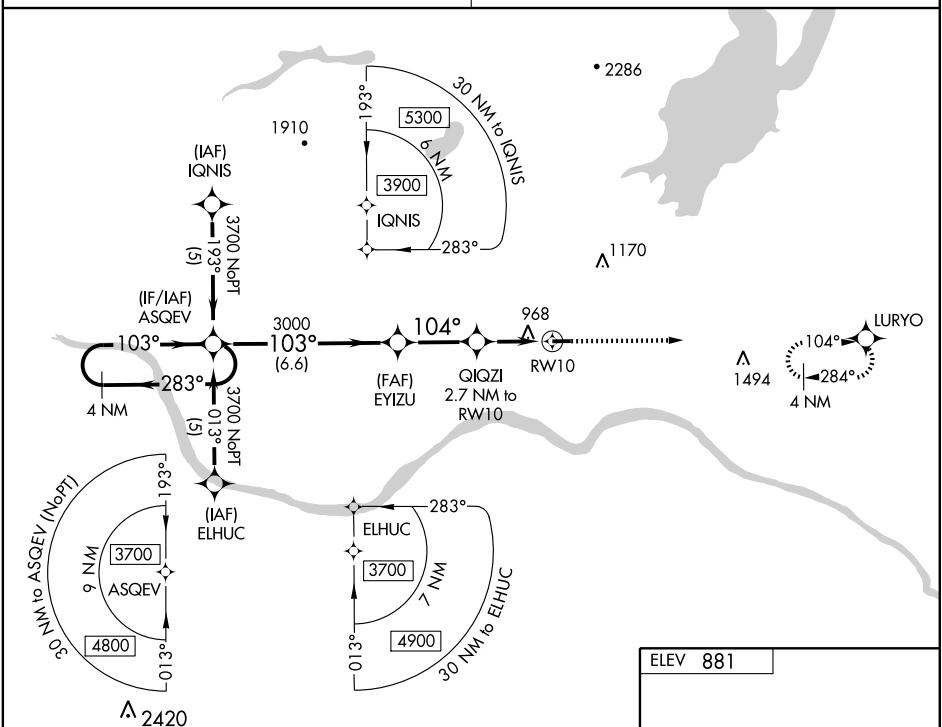 2286
1910
193°
30 NM to IQNIS
5300
6 NM
3900
IQNIS
283°
(IAF)
IQNIS
3700 NoPT
193°
(5)
1170
(IF/IAF)
ASQEV
103°
3000
103°
(6.6)
104°
968
RW10
LURYO
104°
1494
284°
4 NM
283°
4 NM
(FAF)
EYIZU
QIQZI
2.7 NM to
RW10
3700 NoPT
013°
(5)
(IAF)
ELHUC
193°
30 NM to ASQEV (NoPT)
9 NM
3700
ASQEV
4800
013°
283°
ELHUC
3700
7 NM
4900
013°
30 NM to ELHUC
2420
ELEV 881